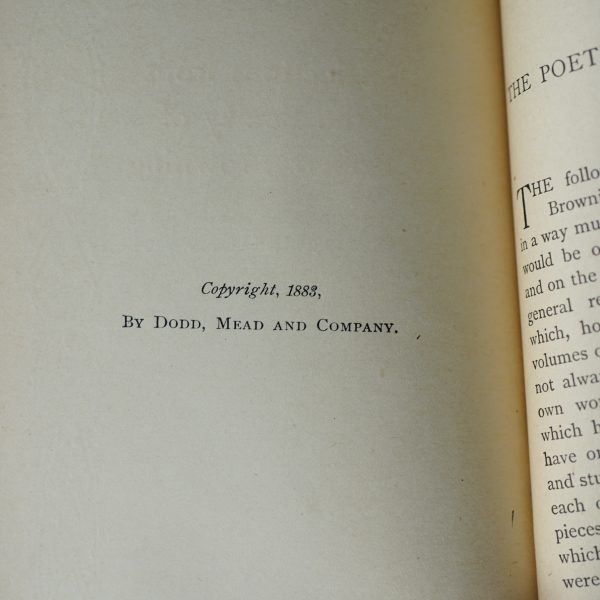 Copyright, 1883,
BY DODD, MEAD AND COMPANY.
THE POET
THE follo
Browni
in a way mu
would be o
and on the
general re
which, ho
volumes o
not alwa
own wo
which h
have or
and stu
each o
pieces
which
were